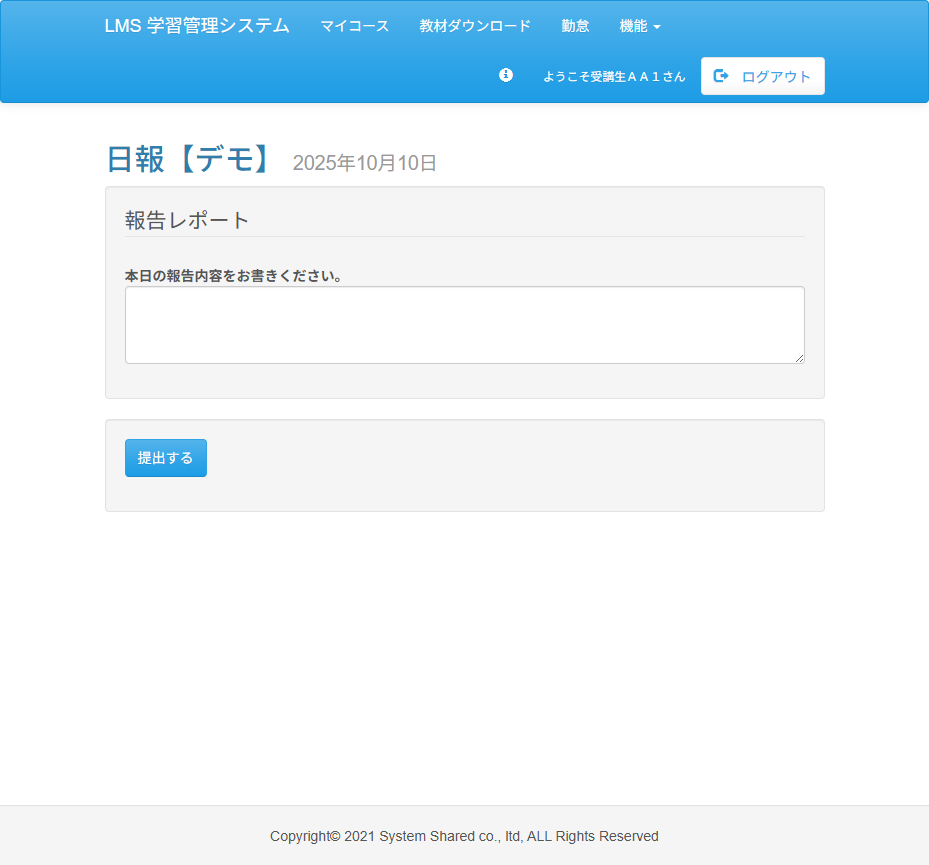 LMS 学習管理システム マイコース 教材ダウンロード 勤怠 機能
ようこそ受講生ＡＡ１さん ログアウト
日報【デモ】 2025年10月10日
報告レポート
本日の報告内容をお書きください。
提出する
Copyright© 2021 System Shared co., ltd, ALL Rights Reserved